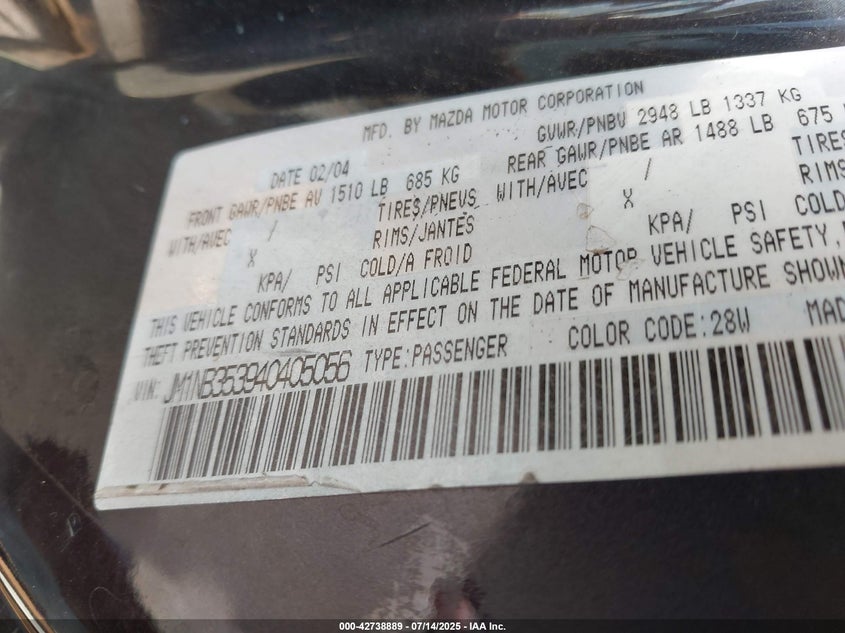 MFD. BY MAZDA MOTOR CORPORATION
DATE 02/04 GVWR/PNBV 2948 LB 1337 KG
FRONT GAWR/PNBE AV 1510 LB 685 KG REAR GAWR/PNBE AR 1488 LB 675
WITH/AVEC / TIRES/PNEUS WITH/AVEC / TIRES
X RIMS/JANTES X RIMS
KPA/ PSI COLD/A FROID KPA/ PSI COLD
THIS VEHICLE CONFORMS TO ALL APPLICABLE FEDERAL MOTOR VEHICLE SAFETY,
THEFT PREVENTION STANDARDS IN EFFECT ON THE DATE OF MANUFACTURE SHOWN
VIN: JM1NB353940405056 TYPE:PASSENGER COLOR CODE:28W MAD
000-42738889 — 07/14/2025 — IAA Inc.